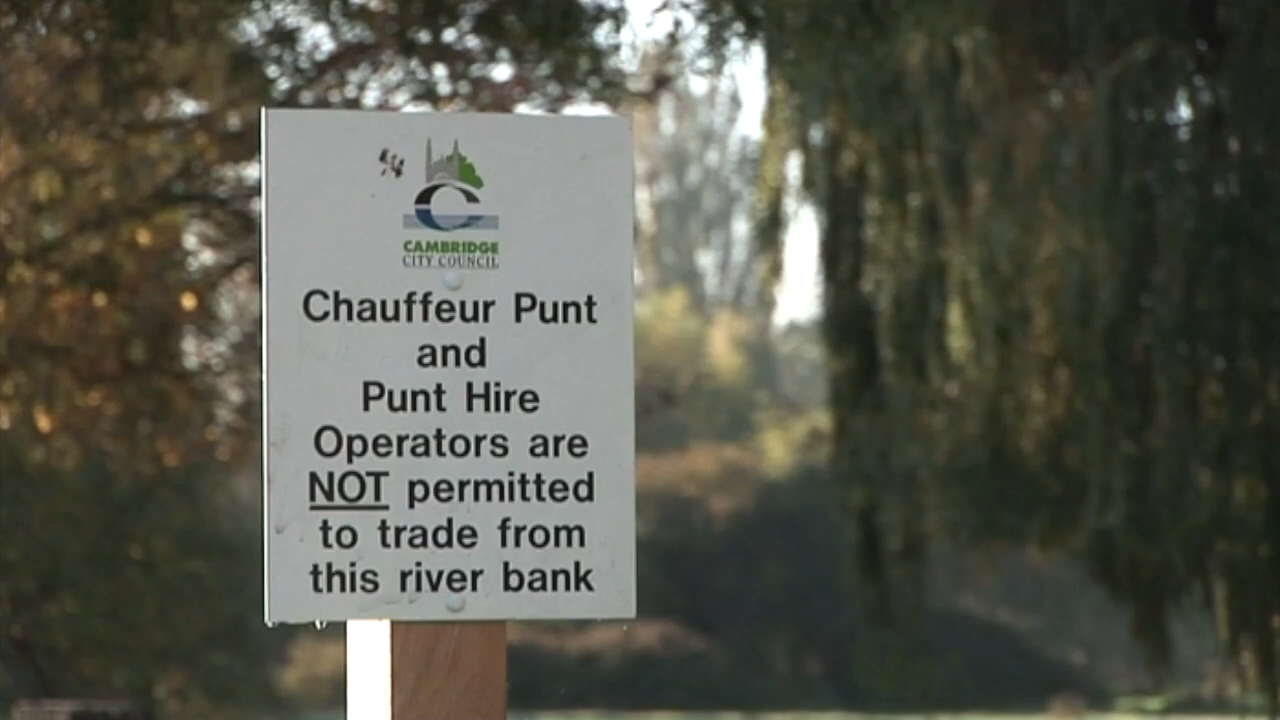 CAMBRIDGE
CITY COUNCIL
Chauffeur Punt
and
Punt Hire
Operators are
NOT permitted
to trade from
this river bank